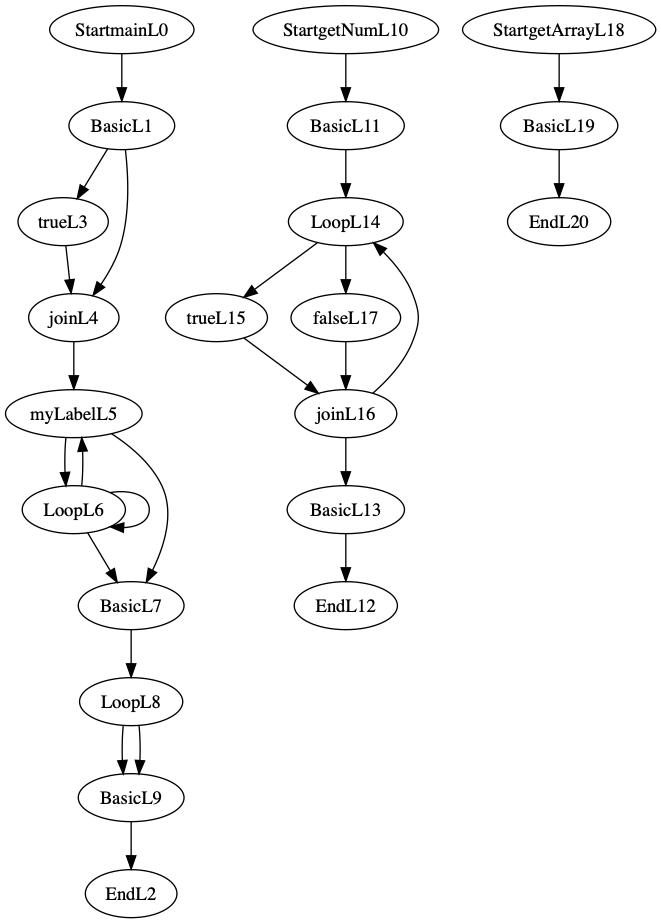 StartmainL0
StartgetNumL10
StartgetArrayL18
BasicL1
BasicL11
BasicL19
trueL3
LoopL14
EndL20
joinL4
trueL15
falseL17
myLabelL5
joinL16
LoopL6
BasicL13
BasicL7
EndL12
LoopL8
BasicL9
EndL2